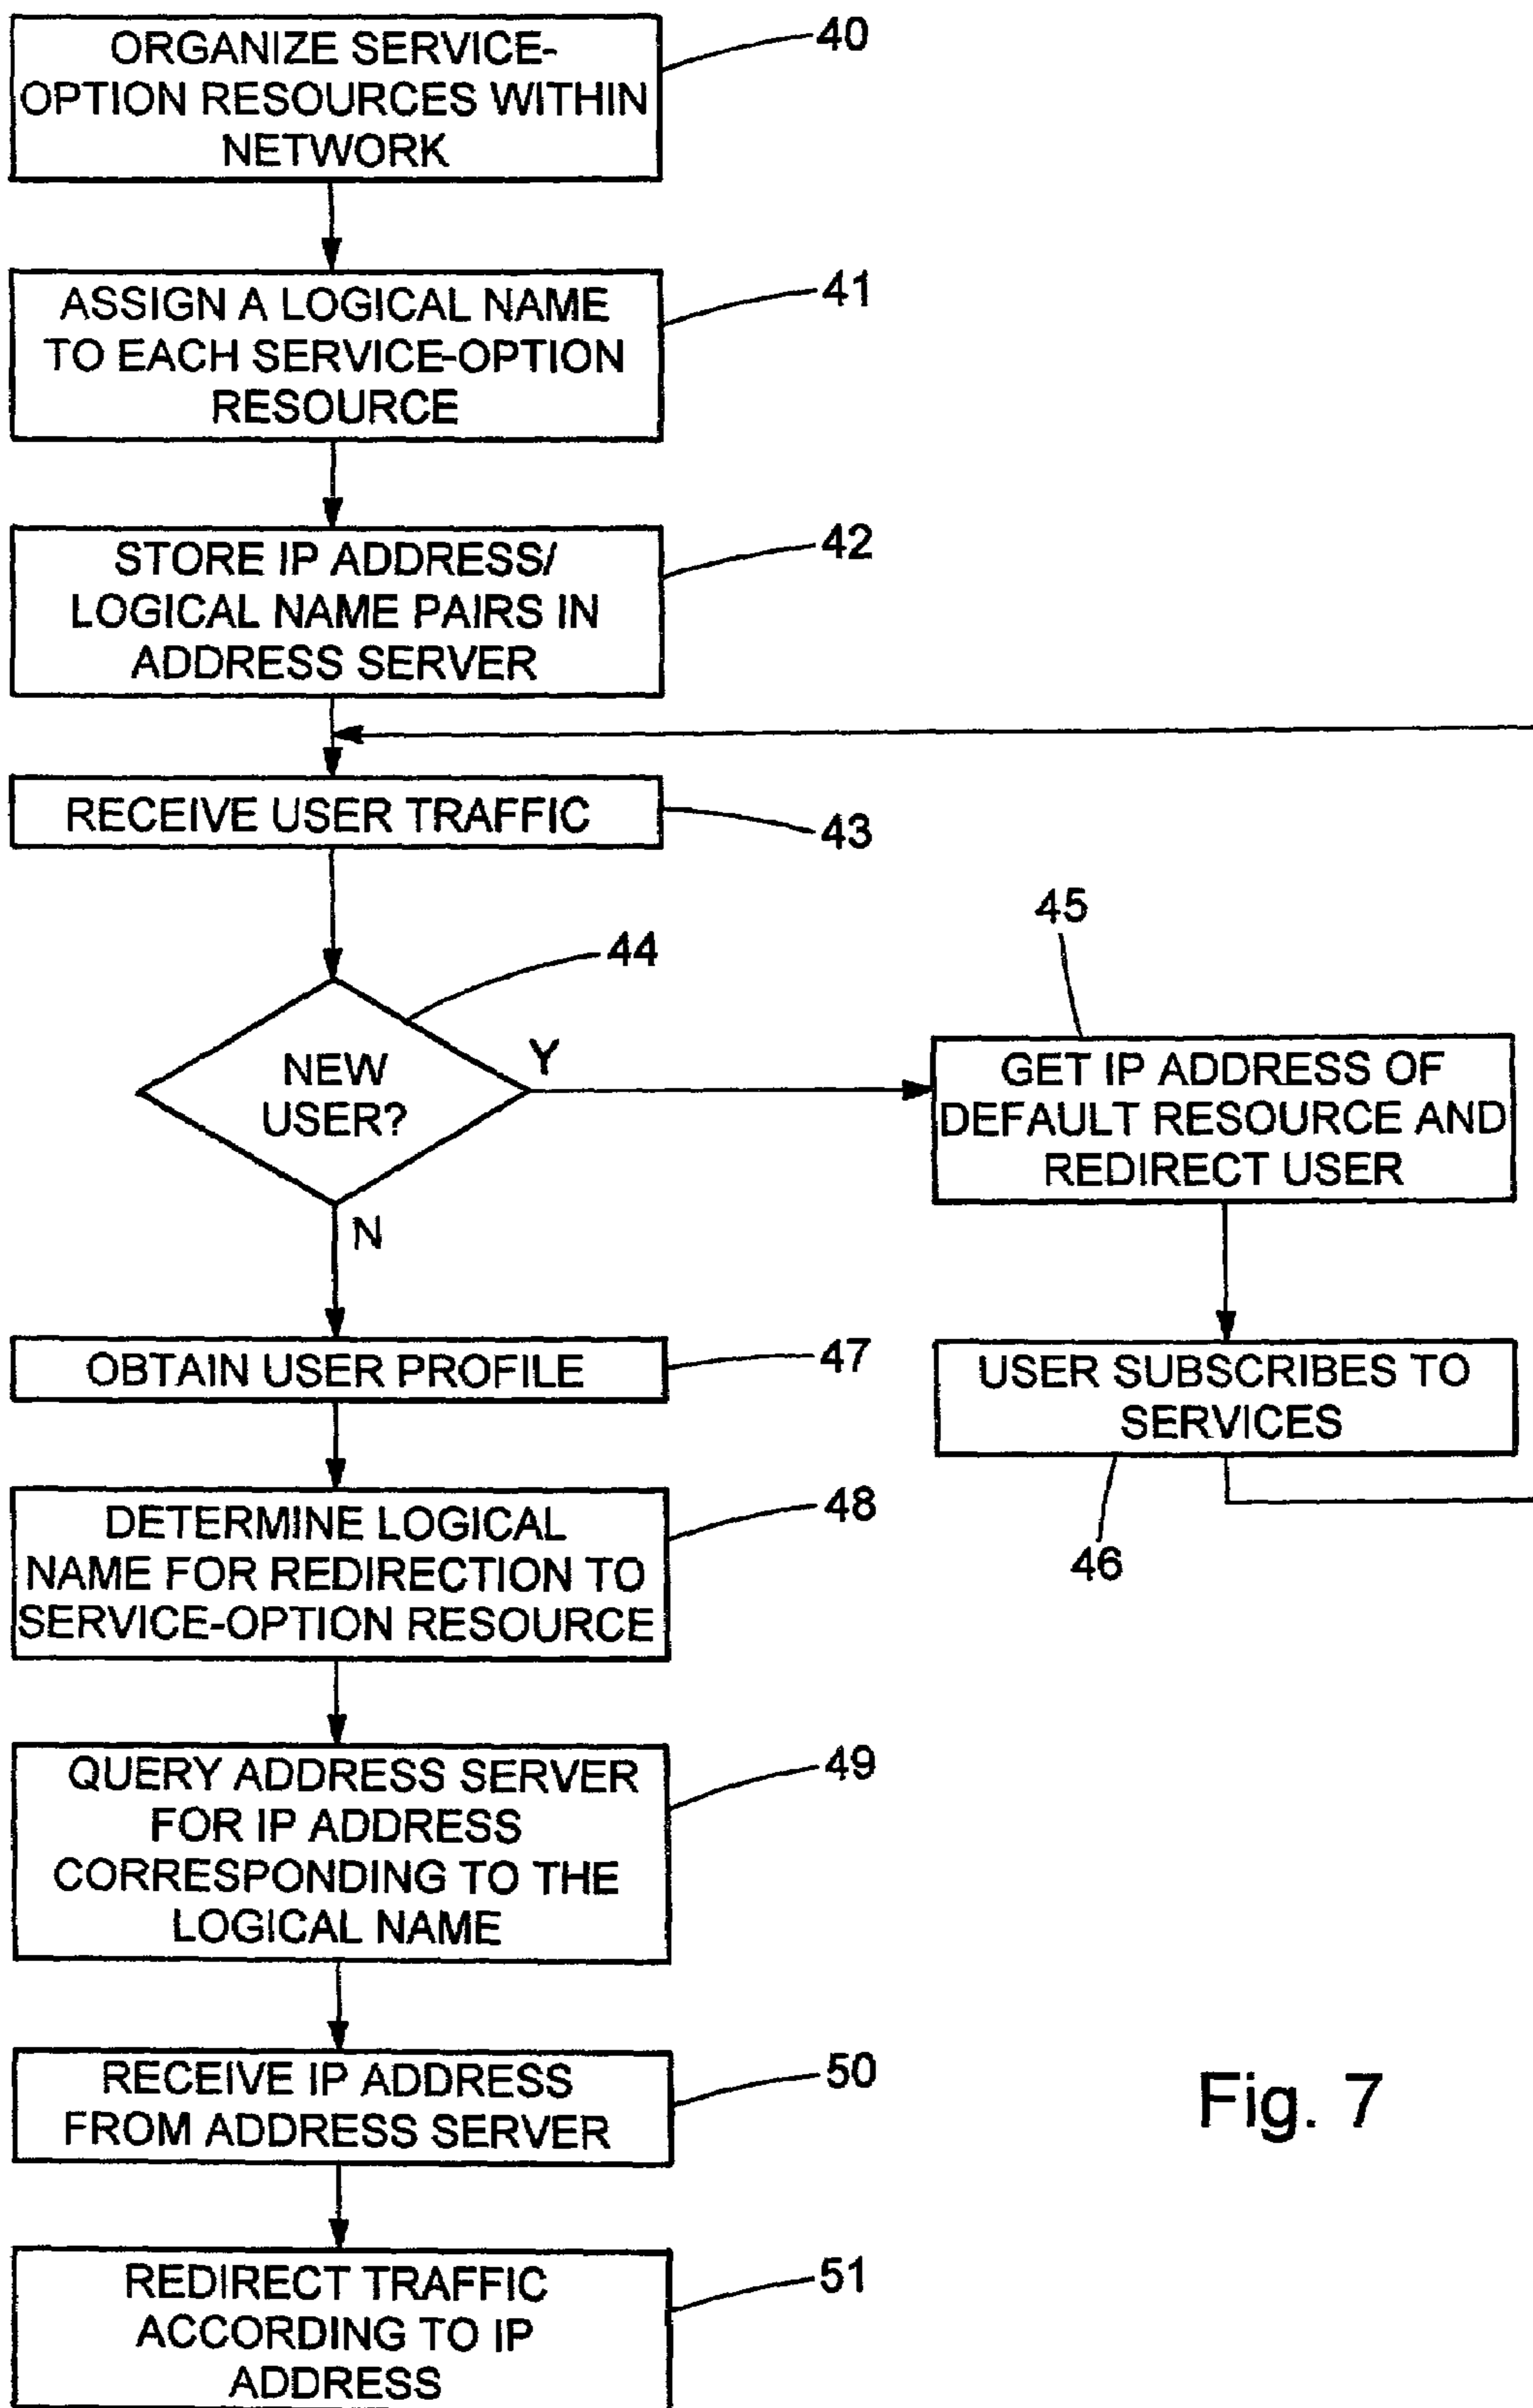 ORGANIZE SERVICE-
OPTION RESOURCES WITHIN
NETWORK
40
ASSIGN A LOGICAL NAME
TO EACH SERVICE-OPTION
RESOURCE
41
STORE IP ADDRESS/
LOGICAL NAME PAIRS IN
ADDRESS SERVER
42
RECEIVE USER TRAFFIC
43
44
NEW
USER?
Y
N
45
GET IP ADDRESS OF
DEFAULT RESOURCE AND
REDIRECT USER
USER SUBSCRIBES TO
SERVICES
46
OBTAIN USER PROFILE
47
DETERMINE LOGICAL
NAME FOR REDIRECTION TO
SERVICE-OPTION RESOURCE
48
QUERY ADDRESS SERVER
FOR IP ADDRESS
CORRESPONDING TO THE
LOGICAL NAME
49
RECEIVE IP ADDRESS
FROM ADDRESS SERVER
50
REDIRECT TRAFFIC
ACCORDING TO IP
ADDRESS
51
Fig. 7